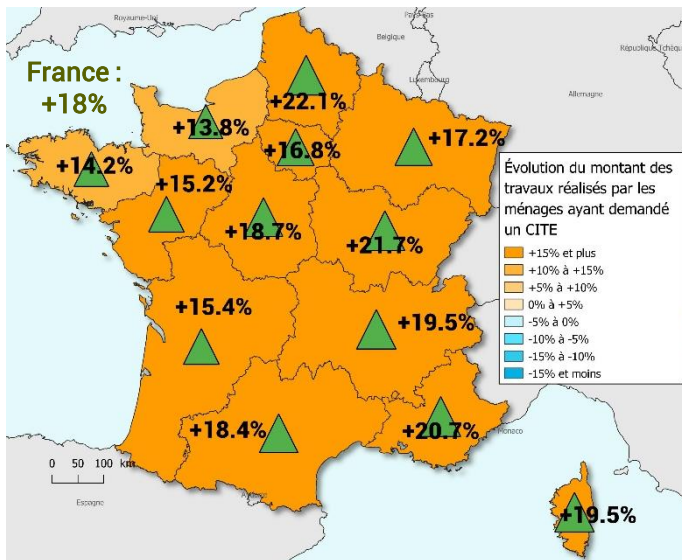 Royaume-Uni
Pays-Bas
Belgique
République Tchèque
Luxembourg
Allemagne
France :
+18%
+22.1%
+13.8%
+16.8%
+17.2%
+14.2%
+15.2%
+18.7%
+21.7%
+15.4%
+19.5%
+18.4%
+20.7%
Monaco
+19.5%
Évolution du montant des
travaux réalisés par les
ménages ayant demandé
un CITE
+15% et plus
+10% à +15%
+5% à +10%
0% à +5%
-5% à 0%
-10% à -5%
-15% à -10%
-15% et moins
0 50 100 km
Espagne